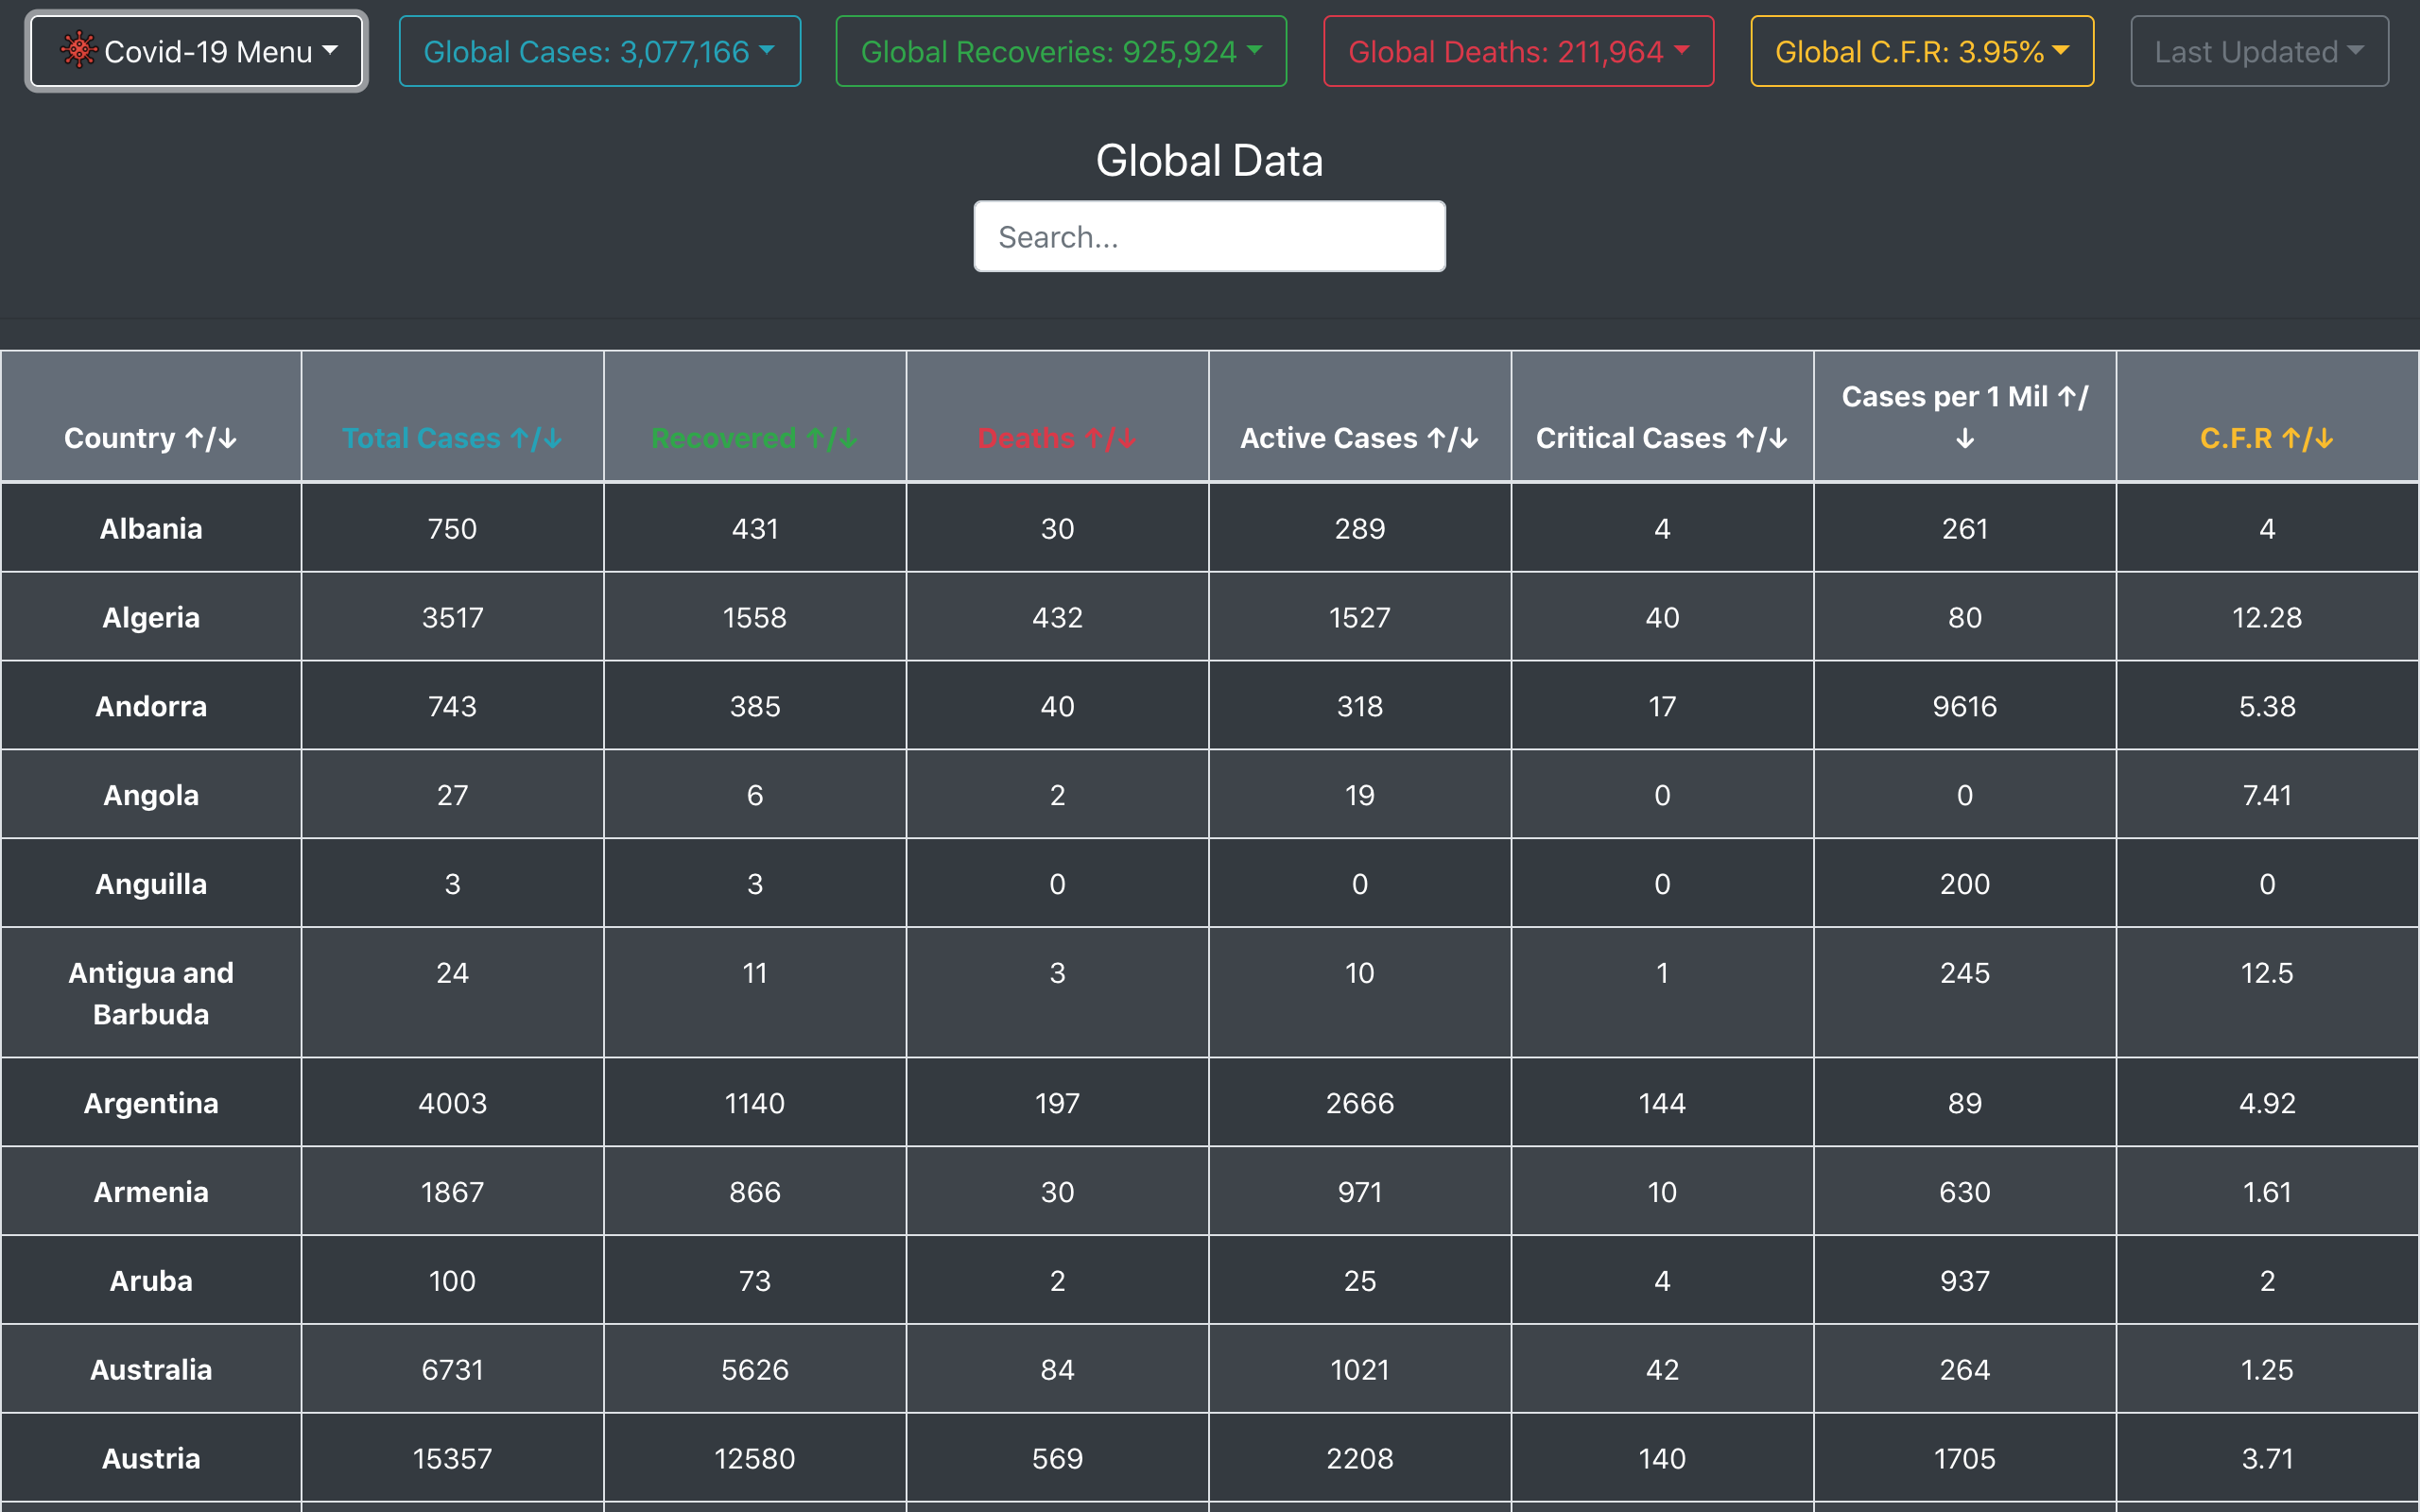 Covid-19 Menu Global Cases: 3,077,166 Global Recoveries: 925,924 Global Deaths: 211,964 Global C.F.R: 3.95% Last Updated
Global Data
Search...
Country ↑/↓ Total Cases ↑/↓ Recovered ↑/↓ Deaths ↑/↓ Active Cases ↑/↓ Critical Cases ↑/↓ Cases per 1 Mil ↑/↓ C.F.R ↑/↓
Albania 750 431 30 289 4 261 4
Algeria 3517 1558 432 1527 40 80 12.28
Andorra 743 385 40 318 17 9616 5.38
Angola 27 6 2 19 0 0 7.41
Anguilla 3 3 0 0 0 200 0
Antigua and Barbuda 24 11 3 10 1 245 12.5
Argentina 4003 1140 197 2666 144 89 4.92
Armenia 1867 866 30 971 10 630 1.61
Aruba 100 73 2 25 4 937 2
Australia 6731 5626 84 1021 42 264 1.25
Austria 15357 12580 569 2208 140 1705 3.71